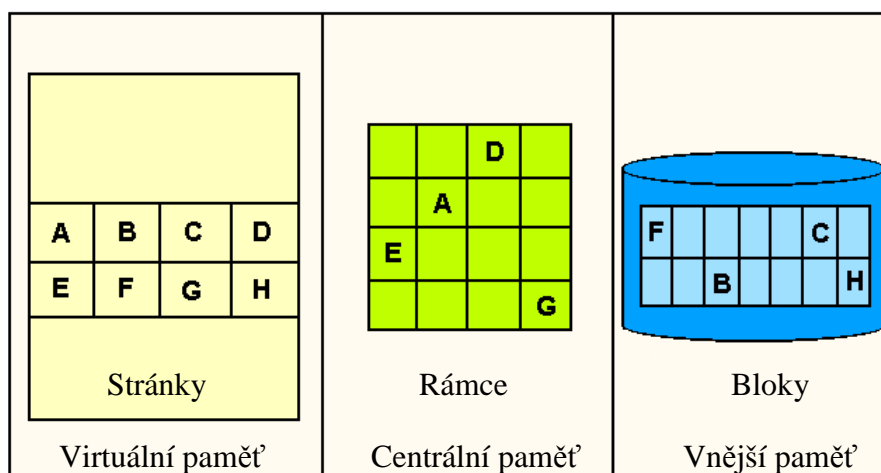 A B C D
E F G H
Stránky
Virtuální paměť
D
A
E
G
Rámce
Centrální paměť
F C
B H
Bloky
Vnější paměť